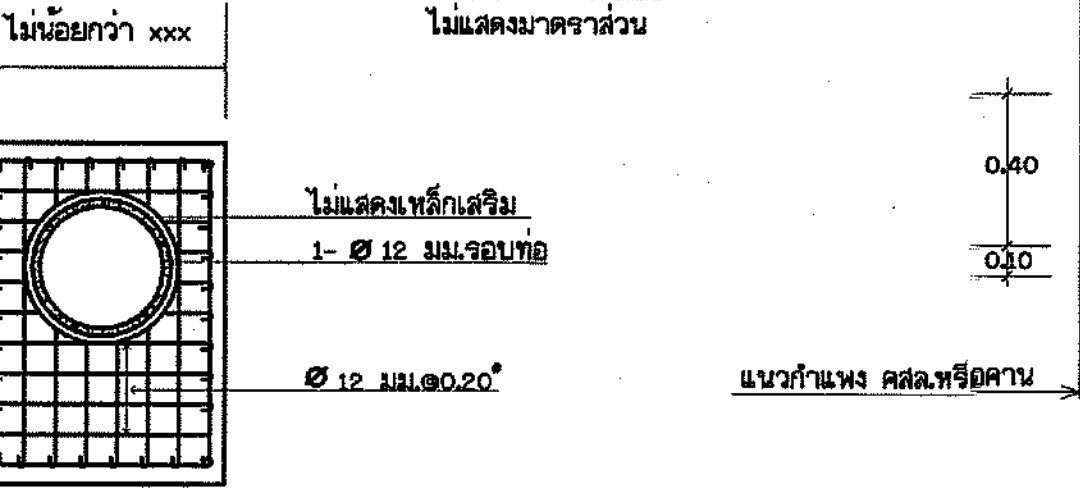 ไม่แสดงมาตราส่วน
ไม่น้อยกว่า xxx
0.40
ไม่แสดงเหล็กเสริม
1- Ø 12 มม.รอบท่อ
0.10
Ø 12 มม.@0.20*
แนวกำแพง คสล.หรือคาน